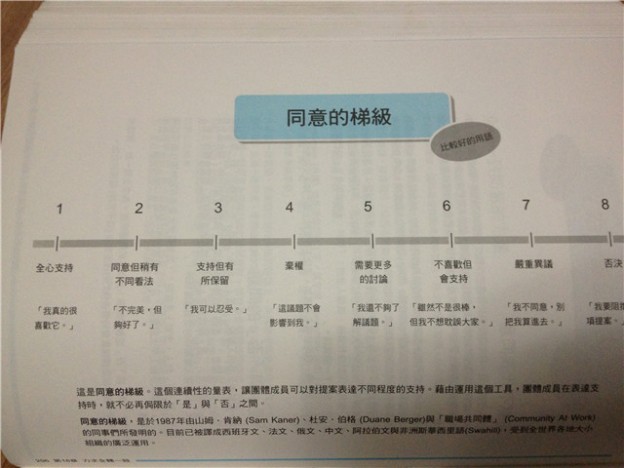 同意的梯級
比較好的用語
1 2 3 4 5 6 7 8
全心支持 同意但稍有 支持但有 棄權 需要更多 不喜歡但 嚴重異議 否決
不同看法 所保留 的討論 會支持
「我真的很 「不完美，但 「我可以忍受。」 「這議題不會 「我還不夠了 「雖然不是很棒， 「我不同意，別 「我要阻
喜歡它。」 夠好了。」 影響到我。」 解議題。」 但我不想耽誤大家。」 把我算進去。」 項提案。
這是同意的梯級。這個連續性的量表，讓團體成員可以對提案表達不同程度的支持。藉由運用這個工具，團體成員在表達支
持時，就不必再侷限於「是」與「否」之間。
同意的梯級，是於1987年由山姆．肯納 (Sam Kaner)、杜安．伯格 (Duane Berger)與「職場共同體」 (Community At Work)
的同事們所發明的。目前已被譯成西班牙文、法文、俄文、中文、阿拉伯文與非洲斯華西里語(Swahili)，受到全世界各地大小
組織的廣泛運用。